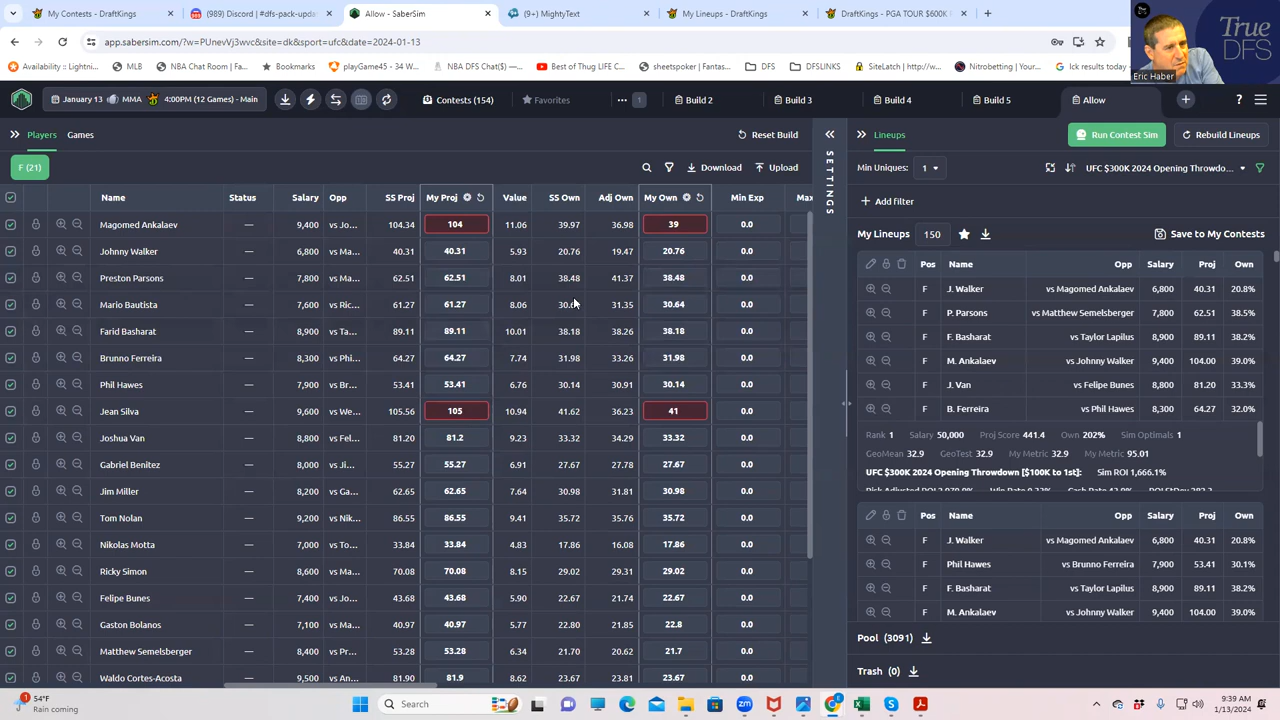 My Contests - DraftKings
(989) Discord | #dfs-pack-updat
Allow - SaberSim
(9+) MightyText
My Lineups - DraftKings
DraftKings - PGA TOUR $600K
app.sabersim.com/?w=PUnevVj3wvc&site=dk&sport=ufc&date=2024-01-13
Availability :: Lightni...
MLB
NBA Chat Room | Fan...
Bookmarks
playGame45 - 34 Wa...
NBA DFS Chat($) —...
Best of Thug LIFE C...
sheetspoker | Fanta...
DFS
DFSLINKS
SiteLatch | http://w...
Nitrobetting | Your...
Ick results today
True
DFS
Eric Haber
January 13
MMA
4:00PM (12 Games) - Main
Contests (154)
Favorites
1
Build 2
Build 3
Build 4
Build 5
Allow
Players
Games
Reset Build
F (21)
Download
Upload
SETTINGS
Name Status Salary Opp SS Proj My Proj Value SS Own Adj Own My Own Min Exp Max
Magomed Ankalaev — 9,400 vs Jo... 104.34 104 11.06 39.97 36.98 39 0.0
Johnny Walker — 6,800 vs Ma... 40.31 40.31 5.93 20.76 19.47 20.76 0.0
Preston Parsons — 7,800 vs Ma... 62.51 62.51 8.01 38.48 41.37 38.48 0.0
Mario Bautista — 7,600 vs Ric... 61.27 61.27 8.06 31.35 30.64 0.0
Farid Basharat — 8,900 vs Ta... 89.11 89.11 10.01 38.18 38.26 38.18 0.0
Brunno Ferreira — 8,300 vs Phi... 64.27 64.27 7.74 31.98 33.26 31.98 0.0
Phil Hawes — 7,900 vs Br... 53.41 53.41 6.76 30.14 30.91 30.14 0.0
Jean Silva — 9,600 vs We... 105.56 105 10.94 41.62 36.23 41 0.0
Joshua Van — 8,800 vs Fel... 81.20 81.2 9.23 33.32 34.29 33.32 0.0
Gabriel Benitez — 8,000 vs Ji... 55.27 55.27 6.91 27.67 27.78 27.67 0.0
Jim Miller — 8,200 vs Ga... 62.65 62.65 7.64 30.98 31.81 30.98 0.0
Tom Nolan — 9,200 vs Nik... 86.55 86.55 9.41 35.72 35.76 35.72 0.0
Nikolas Motta — 7,000 vs To... 33.84 33.84 4.83 17.86 16.08 17.86 0.0
Ricky Simon — 8,600 vs Ma... 70.08 70.08 8.15 29.02 29.31 29.02 0.0
Felipe Bunes — 7,400 vs Jo... 43.68 43.68 5.90 22.67 21.74 22.67 0.0
Gaston Bolanos — 7,100 vs Ma... 40.97 40.97 5.77 22.80 21.85 22.8 0.0
Matthew Semelsberger — 8,400 vs Pr... 53.28 53.28 6.34 21.70 20.62 21.7 0.0
Waldo Cortes-Acosta — 9,500 vs An... 81.90 81.9 8.62 23.67 21.81 23.67 0.0
Lineups
Run Contest Sim
Rebuild Lineups
Min Uniques: 1
UFC $300K 2024 Opening Throwdo...
Add filter
My Lineups 150
Save to My Contests
Pos Name Opp Salary Proj Own
F J. Walker vs Magomed Ankalaev 6,800 40.31 20.8%
F P. Parsons vs Matthew Semelsberger 7,800 62.51 38.5%
F F. Basharat vs Taylor Lapilus 8,900 89.11 38.2%
F M. Ankalaev vs Johnny Walker 9,400 104.00 39.0%
F J. Van vs Felipe Bunes 8,800 81.20 33.3%
F B. Ferreira vs Phil Hawes 8,300 64.27 32.0%
Rank 1 Salary 50,000 Proj Score 441.4 Own 202% Sim Optimals 1
GeoMean 32.9 GeoTest 32.9 My Metric 32.9 My Metric 95.01
UFC $300K 2024 Opening Throwdown [$100K to 1st]: Sim ROI 1,666.1%
Pos Name Opp Salary Proj Own
F J. Walker vs Magomed Ankalaev 6,800 40.31 20.8%
F Phil Hawes vs Brunno Ferreira 7,900 53.41 30.1%
F F. Basharat vs Taylor Lapilus 8,900 89.11 38.2%
F M. Ankalaev vs Johnny Walker 9,400 104.00 39.0%
Pool (3091)
Trash (0)
54°F
Rain coming
Search
9:39 AM
1/13/2024